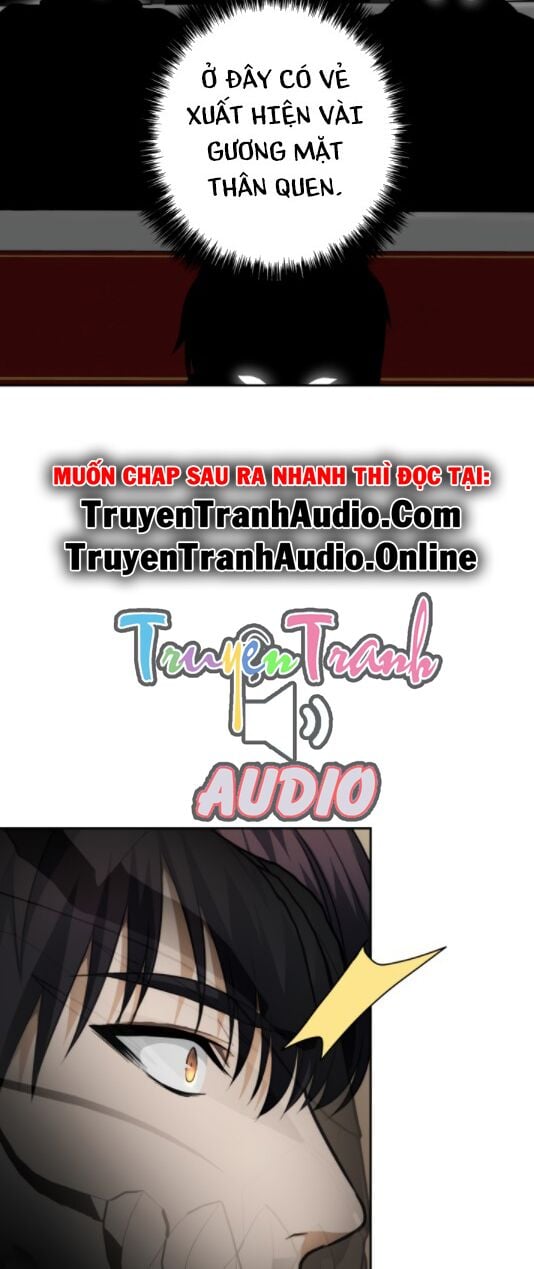 Ở ĐÂY CÓ VẺ
XUẤT HIỆN VÀI
GƯƠNG MẶT
THÂN QUEN.
MUỐN CHAP SAU RA NHANH THÌ ĐỌC TẠI:
TruyenTranhAudio.Com
TruyenTranhAudio.Online
TruyệnTranh
AUDIO